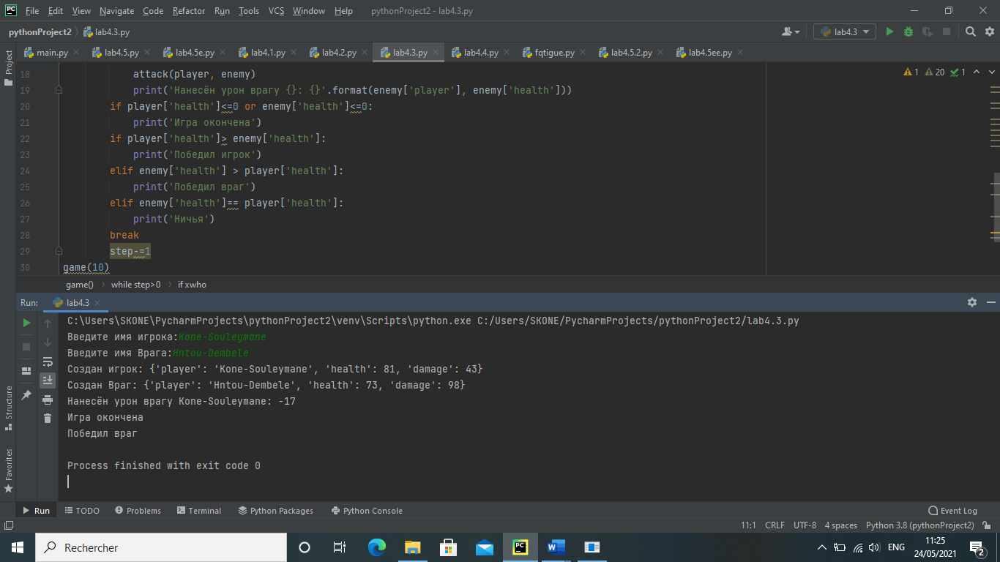 File Edit View Navigate Code Refactor Run Tools VCS Window Help pythonProject2 - lab4.3.py
pythonProject2 lab4.3.py lab4.3
main.py lab4.5.py lab4.5e.py lab4.1.py lab4.2.py lab4.3.py lab4.4.py fqtigue.py lab4.5.2.py lab4.5ee.py
Project
18 attack(player, enemy) 1 20 1
19 print('Нанесён урон врагу {}: {}'.format(enemy['player'], enemy['health']))
20 if player['health']<=0 or enemy['health']<=0:
21 print('Игра окончена')
22 if player['health']> enemy['health']:
23 print('Победил игрок')
24 elif enemy['health'] > player['health']:
25 print('Победил враг')
26 elif enemy['health']== player['health']:
27 print('Ничья')
28 break
29 step-=1
30 game(10)
game() while step>0 if xwho
Run: lab4.3
C:\Users\SKONE\PycharmProjects\pythonProject2\venv\Scripts\python.exe C:/Users/SKONE/PycharmProjects/pythonProject2/lab4.3.py
Введите имя игрока:Kone-Souleymane
Введите имя Врага:Hntou-Dembele
Создан игрок: {'player': 'Kone-Souleymane', 'health': 81, 'damage': 43}
Создан Враг: {'player': 'Hntou-Dembele', 'health': 73, 'damage': 98}
Нанесён урон врагу Kone-Souleymane: -17
Игра окончена
Победил враг
Process finished with exit code 0
Structure
Favorites
Run TODO Problems Terminal Python Packages Python Console Event Log
11:1 CRLF UTF-8 4 spaces Python 3.8 (pythonProject2)
Rechercher ENG 11:25
24/05/2021 2